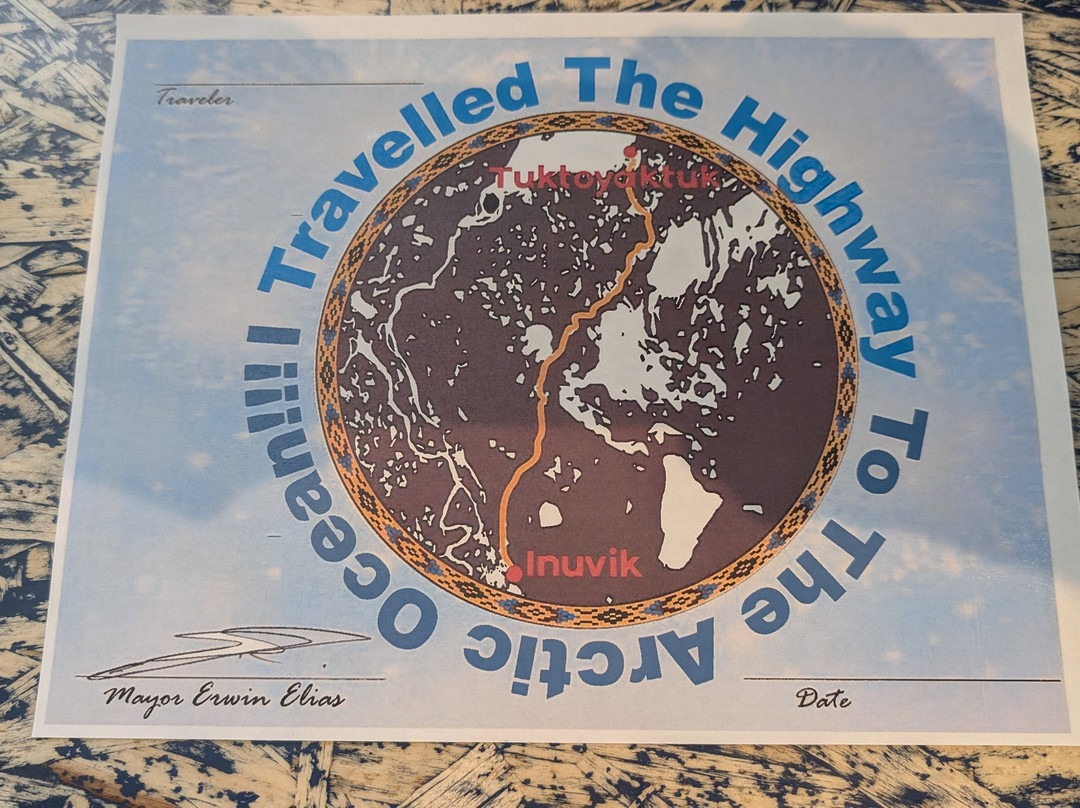 Traveler
I Travelled The Highway To The Arctic Ocean!!!
Tuktoyaktuk
Inuvik
Mayor Erwin Elias
Date